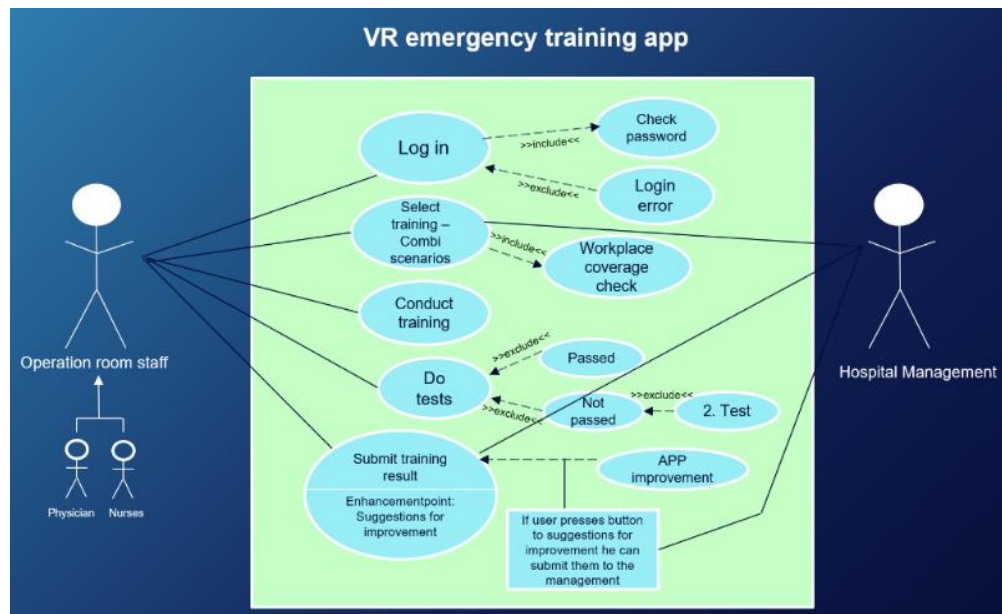 VR emergency training app
Log in
>>include<<
Check
password
>>exclude<<
Login
error
Select
training –
Combi
scenarios
>>include<<
Workplace
coverage
check
Conduct
training
Operation room staff
Hospital Management
Do
tests
>>exclude<<
Passed
>>exclude<<
Not
passed
>>exclude<<
2. Test
Physician
Nurses
Submit training
result
Enhancementpoint:
Suggestions for
improvement
APP
improvement
If user presses button
to suggestions for
improvement he can
submit them to the
management